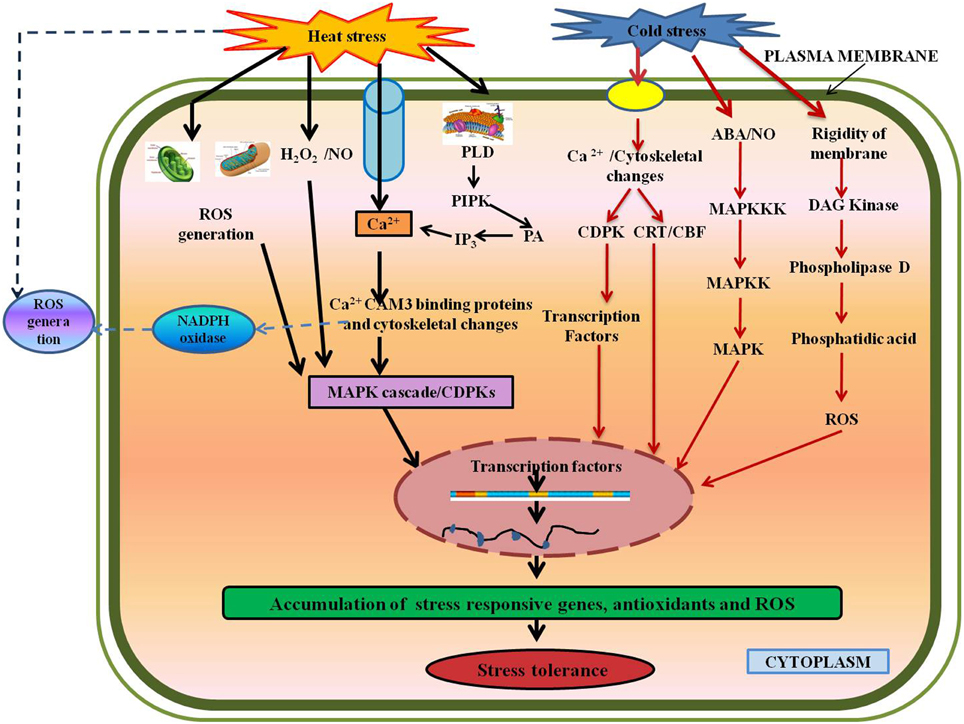 Heat stress
Cold stress
PLASMA MEMBRANE
H₂O₂ /NO
PLD
PIPK
PA
IP₃
Ca²⁺
ROS
generation
Ca²⁺ CAM3 binding proteins
and cytoskeletal changes
NADPH
oxidase
ROS
genera
tion
MAPK cascade/CDPKs
Ca ²⁺ /Cytoskeletal
changes
CDPK
CRT/CBF
Transcription
Factors
ABA/NO
MAPKKK
MAPKK
MAPK
Rigidity of
membrane
DAG Kinase
Phospholipase D
Phosphatidic acid
ROS
Transcription factors
Accumulation of stress responsive genes, antioxidants and ROS
Stress tolerance
CYTOPLASM